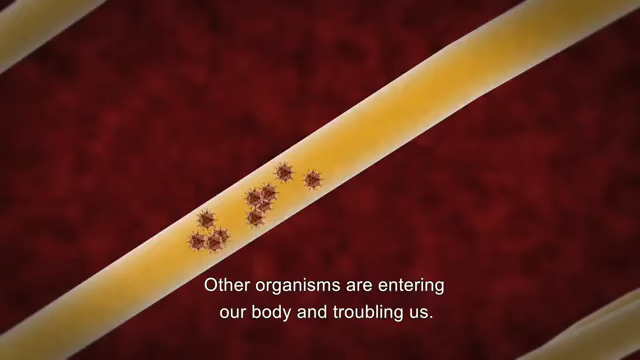 Other organisms are entering
our body and troubling us.